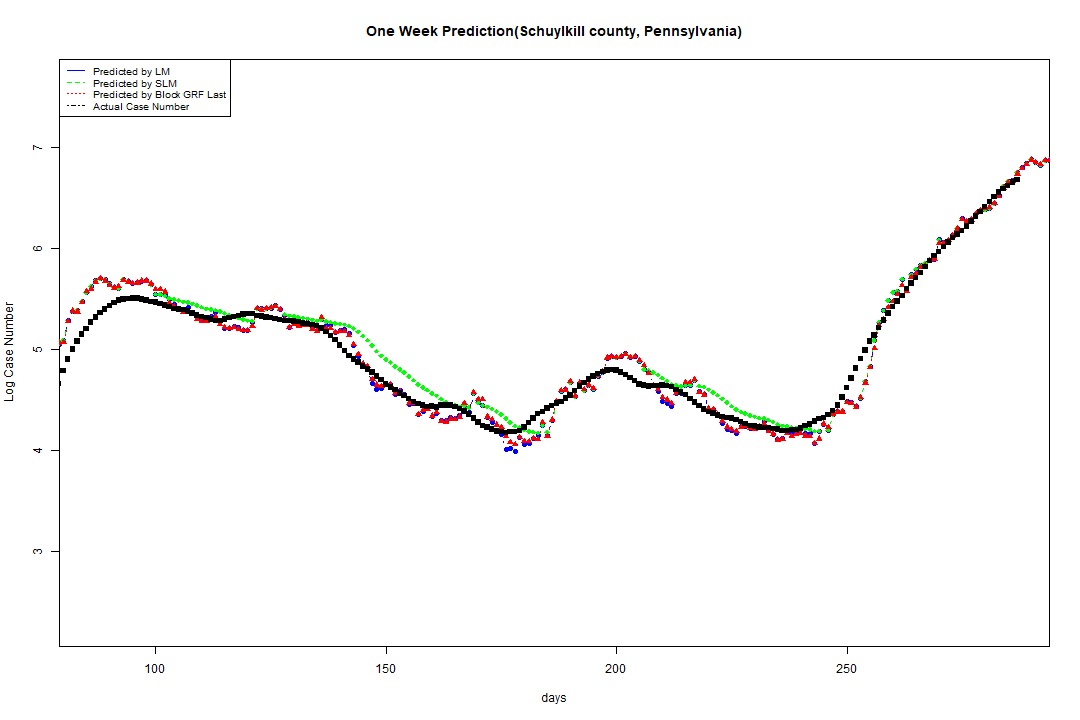 One Week Prediction(Schuylkill county, Pennsylvania)
Predicted by LM
Predicted by SLM
Predicted by Block GRF Last
Actual Case Number
7
6
5
4
3
Log Case Number
100 150 200 250
days